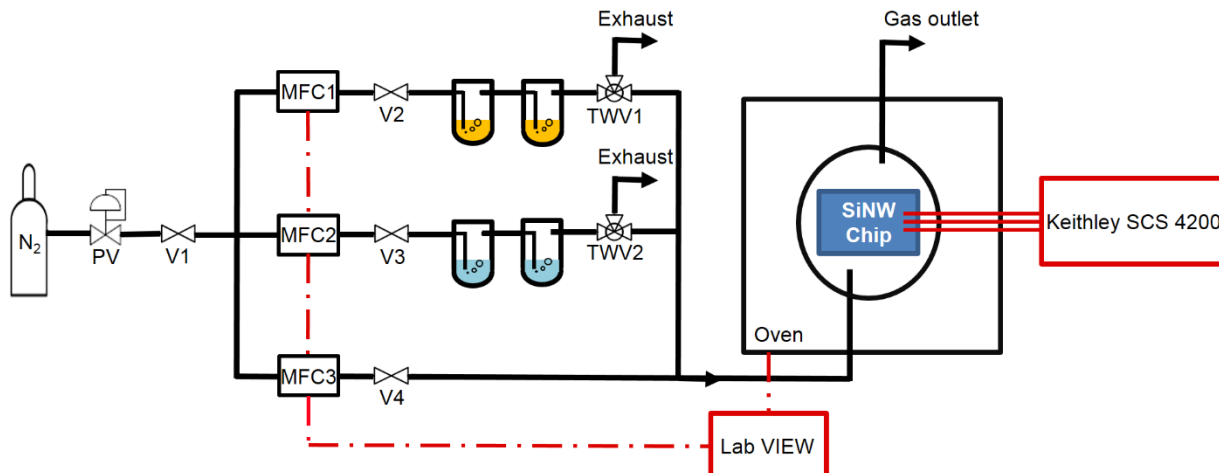 Exhaust
Gas outlet
MFC1
V2
TWV1
Exhaust
N2
PV
V1
MFC2
V3
TWV2
SiNW
Chip
Keithley SCS 4200
Oven
MFC3
V4
Lab VIEW